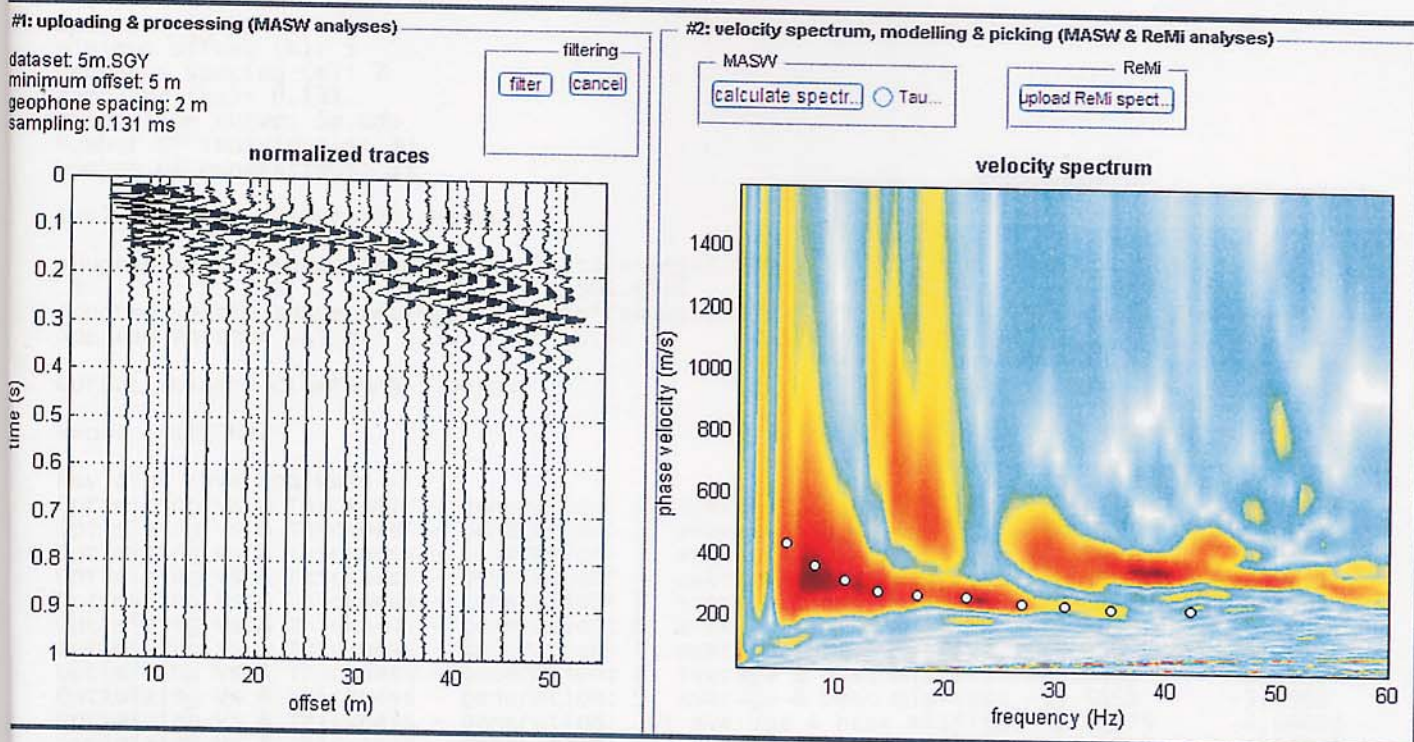 #1: uploading & processing (MASW analyses)
dataset: 5m.SGY
minimum offset: 5 m
geophone spacing: 2 m
sampling: 0.131 ms
filtering
filter
cancel
normalized traces
0
0.1
0.2
0.3
0.4
0.5
0.6
0.7
0.8
0.9
1
time (s)
10
20
30
40
50
offset (m)
#2: velocity spectrum, modelling & picking (MASW & ReMi analyses)
MASW
calculate spectr...
Tau...
ReMi
upload ReMi spect...
velocity spectrum
1400
1200
1000
800
600
400
200
phase velocity (m/s)
10
20
30
40
50
60
frequency (Hz)